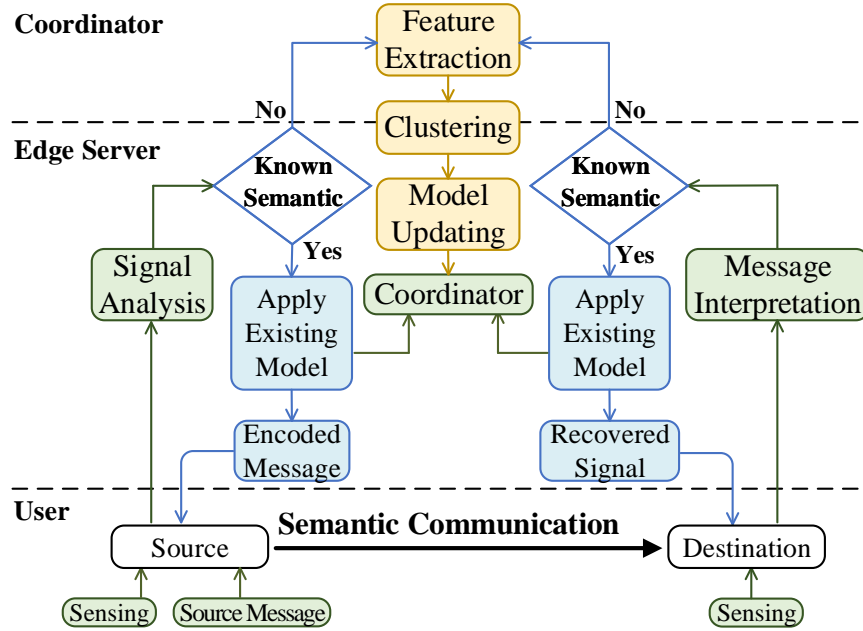 Coordinator
Feature
Extraction
No
No
Clustering
Edge Server
Known
Semantic
Known
Semantic
Model
Updating
Yes
Yes
Signal
Analysis
Message
Interpretation
Coordinator
Apply
Existing
Model
Apply
Existing
Model
Encoded
Message
Recovered
Signal
User
Semantic Communication
Source
Destination
Sensing
Source Message
Sensing